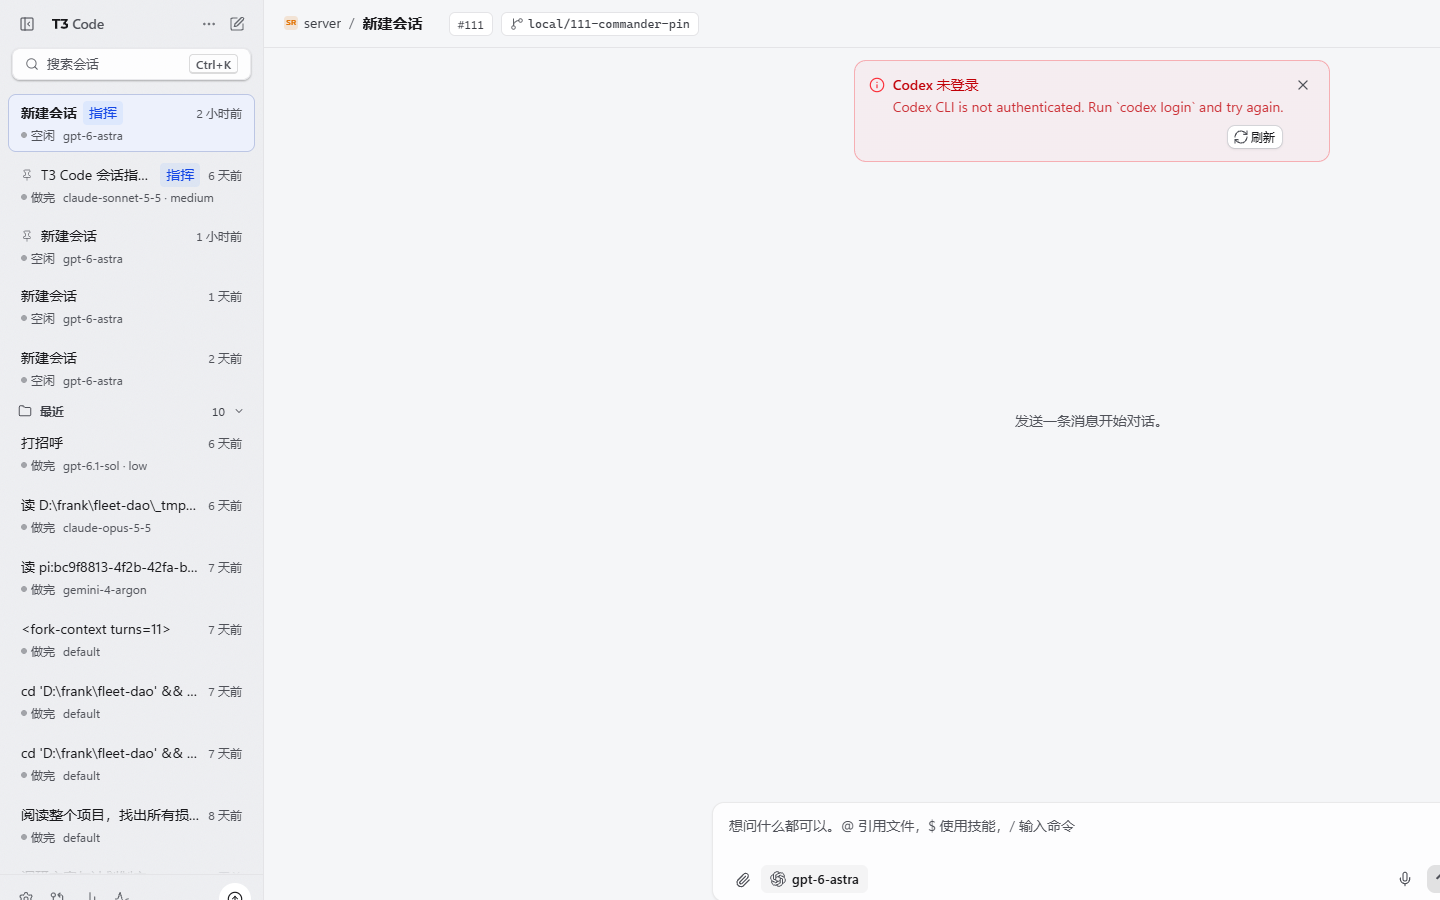 T3 Code
搜索会话 Ctrl+K
新建会话 指挥 2 小时前
空闲 gpt-6-astra
T3 Code 会话指... 指挥 6 天前
做完 claude-sonnet-5-5 · medium
新建会话 1 小时前
空闲 gpt-6-astra
新建会话 1 天前
空闲 gpt-6-astra
新建会话 2 天前
空闲 gpt-6-astra
最近 10
打招呼 6 天前
做完 gpt-6.1-sol · low
读 D:\frank\fleet-dao\_tmp... 6 天前
做完 claude-opus-5-5
读 pi:bc9f8813-4f2b-42fa-b... 7 天前
做完 gemini-4-argon
<fork-context turns=11> 7 天前
做完 default
cd 'D:\frank\fleet-dao' && ... 7 天前
做完 default
cd 'D:\frank\fleet-dao' && ... 7 天前
做完 default
阅读整个项目，找出所有损... 8 天前
做完 default
SR server / 新建会话 #111 local/111-commander-pin
Codex 未登录
Codex CLI is not authenticated. Run `codex login` and try again.
刷新
发送一条消息开始对话。
想问什么都可以。@ 引用文件，$ 使用技能，/ 输入命令
gpt-6-astra